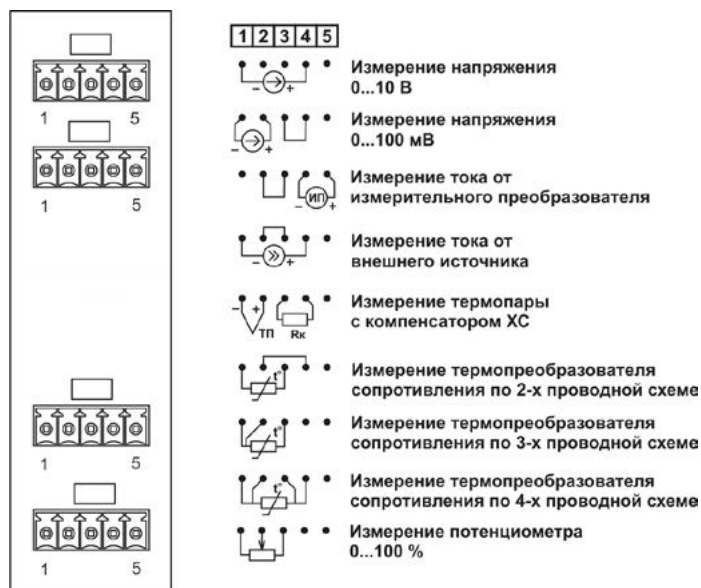 1 2 3 4 5
1 5
1 5
1 5
1 5
- +
Измерение напряжения
0...10 В
- +
Измерение напряжения
0...100 мВ
ИП
- +
Измерение тока от
измерительного преобразователя
- +
Измерение тока от
внешнего источника
- +
ТП Rк
Измерение термопары
с компенсатором ХС
t°
Измерение термопреобразователя
сопротивления по 2-х проводной схеме
t°
Измерение термопреобразователя
сопротивления по 3-х проводной схеме
t°
Измерение термопреобразователя
сопротивления по 4-х проводной схеме
Измерение потенциометра
0...100 %